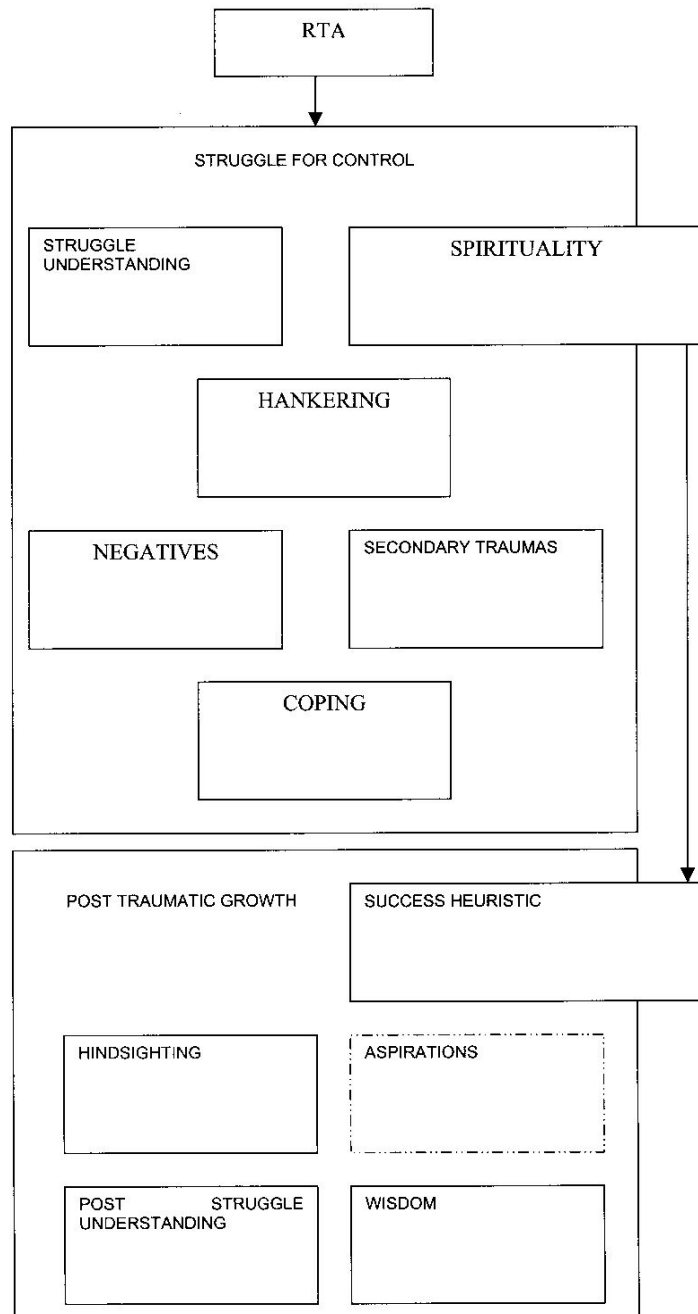 RTA
STRUGGLE FOR CONTROL
STRUGGLE
UNDERSTANDING
SPIRITUALITY
HANKERING
NEGATIVES
SECONDARY TRAUMAS
COPING
POST TRAUMATIC GROWTH
SUCCESS HEURISTIC
HINDSIGHTING
ASPIRATIONS
POST STRUGGLE
UNDERSTANDING
WISDOM